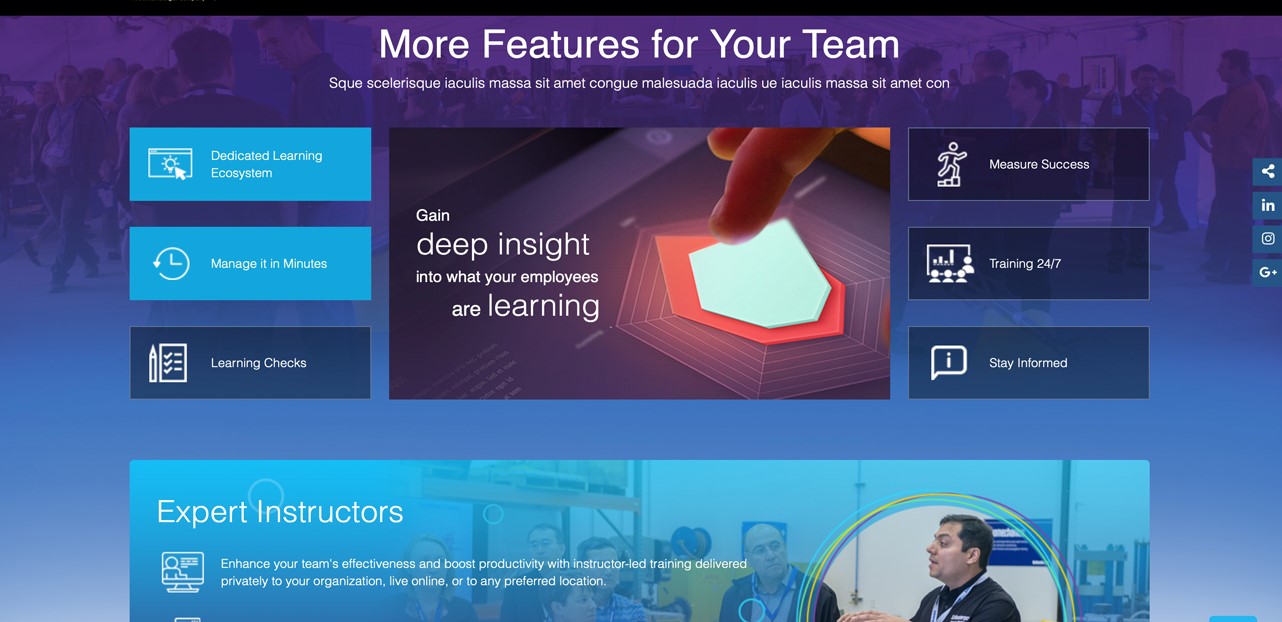 More Features for Your Team
Sque scelerisque iaculis massa sit amet congue malesuada iaculis ue iaculis massa sit amet con
Dedicated Learning
Ecosystem
Manage it in Minutes
Learning Checks
Gain
deep insight
into what your employees
are learning
Measure Success
Training 24/7
Stay Informed
in
G+
Expert Instructors
Enhance your team's effectiveness and boost productivity with instructor-led training delivered
privately to your organization, live online, or to any preferred location.